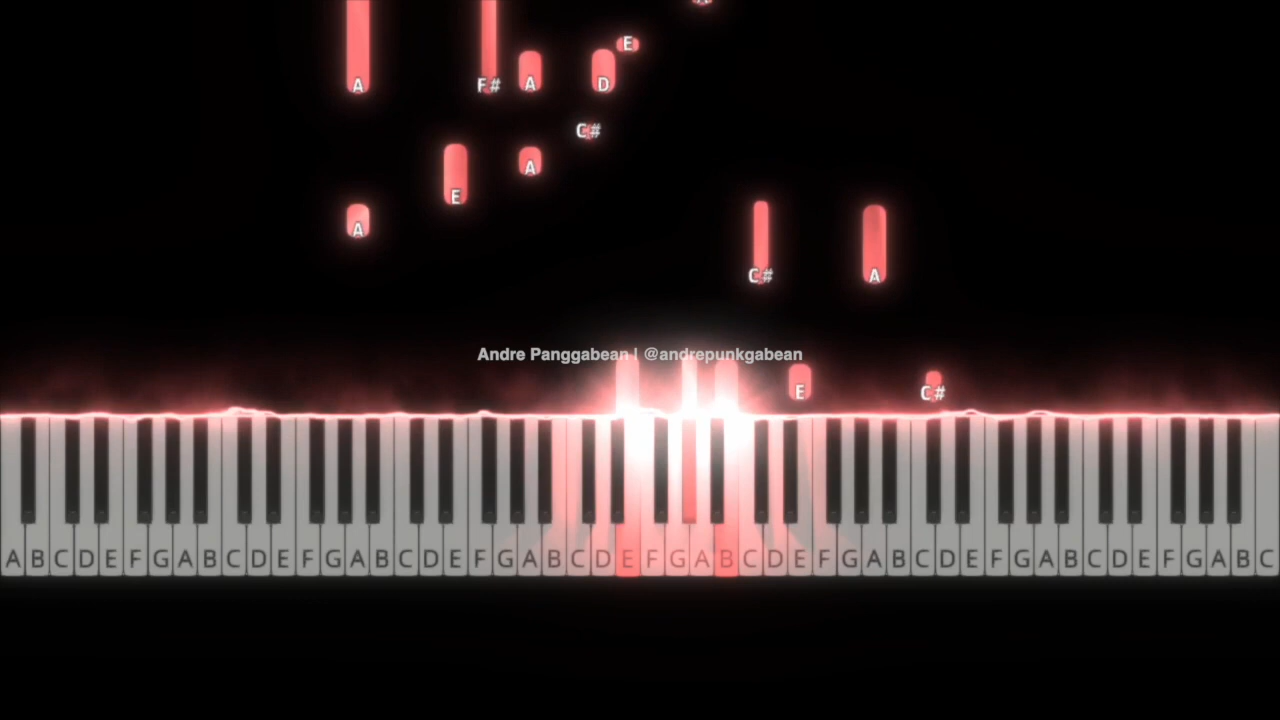 E
A F# A D
C#
E A
A
C# A
Andre Panggabean | @andrepunkgabean
E C#
A B C D E F G A B C D E F G A B C D E F G A B C D E F G A B C D E F G A B C D E F G A B C D E F G A B C